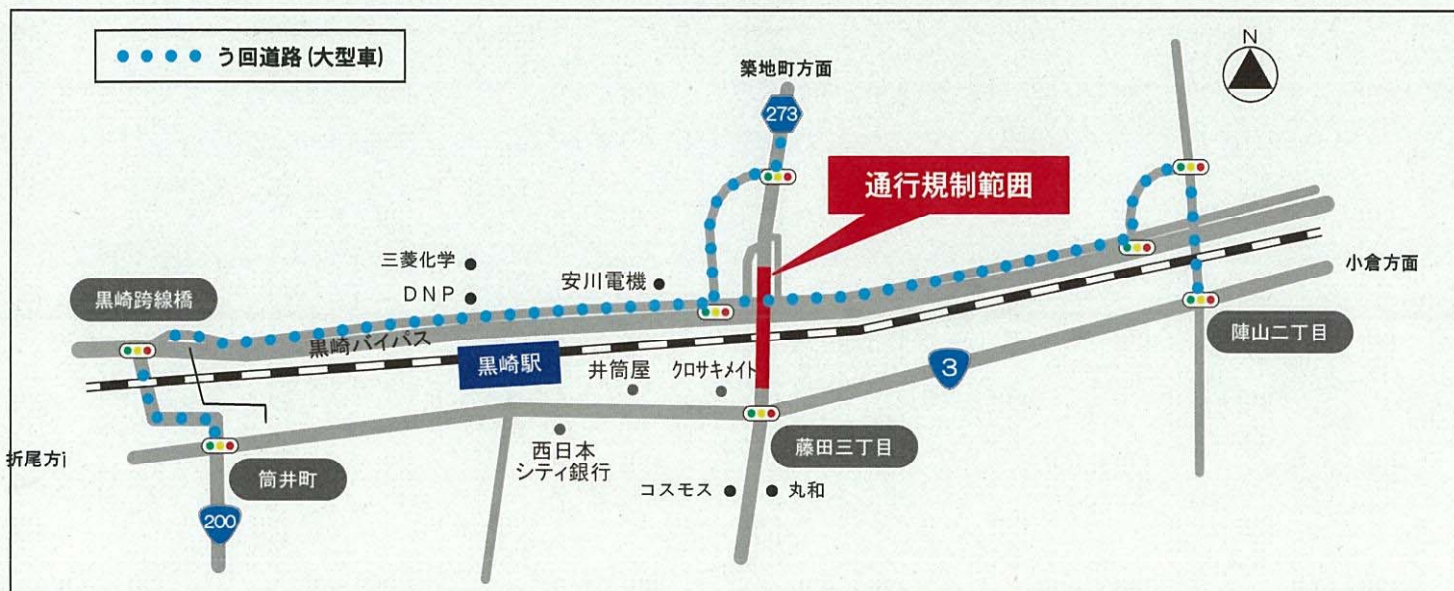 う回道路(大型車)
N
築地町方面
273
通行規制範囲
三菱化学
DNP
安川電機
小倉方面
黒崎跨線橋
黒崎バイパス
陣山二丁目
黒崎駅
井筒屋
クロサキメイト
3
折尾方
西日本
シティ銀行
藤田三丁目
筒井町
コスモス
丸和
200